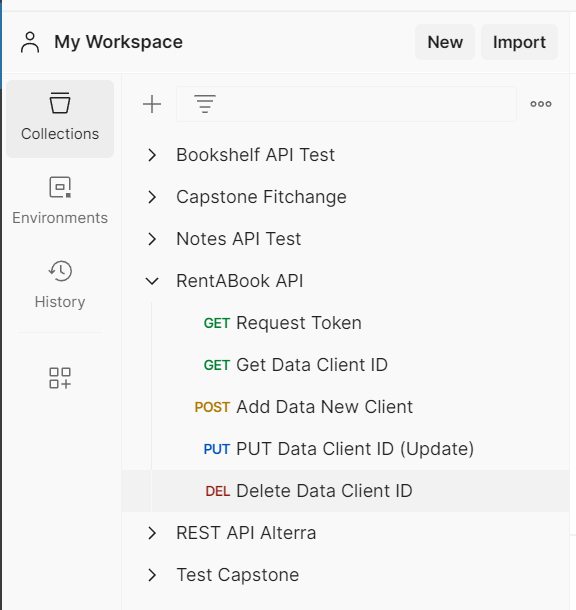 My Workspace New Import
Collections
Environments
History
Bookshelf API Test
Capstone Fitchange
Notes API Test
RentABook API
GET Request Token
GET Get Data Client ID
POST Add Data New Client
PUT PUT Data Client ID (Update)
DEL Delete Data Client ID
REST API Alterra
Test Capstone